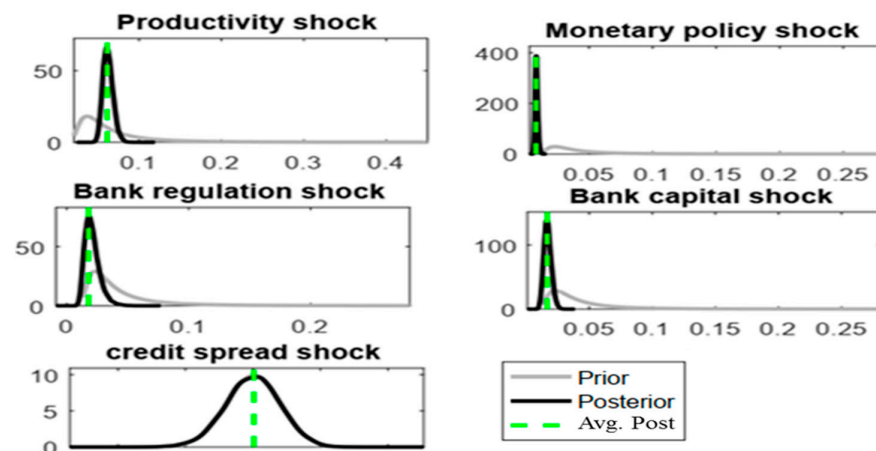 Productivity shock
50
0
0.1 0.2 0.3 0.4
Monetary policy shock
400
200
0
0.05 0.1 0.15 0.2 0.25
Bank regulation shock
50
0
0 0.1 0.2
Bank capital shock
100
0
0.05 0.1 0.15 0.2 0.25
credit spread shock
10
5
0
Prior
Posterior
Avg. Post